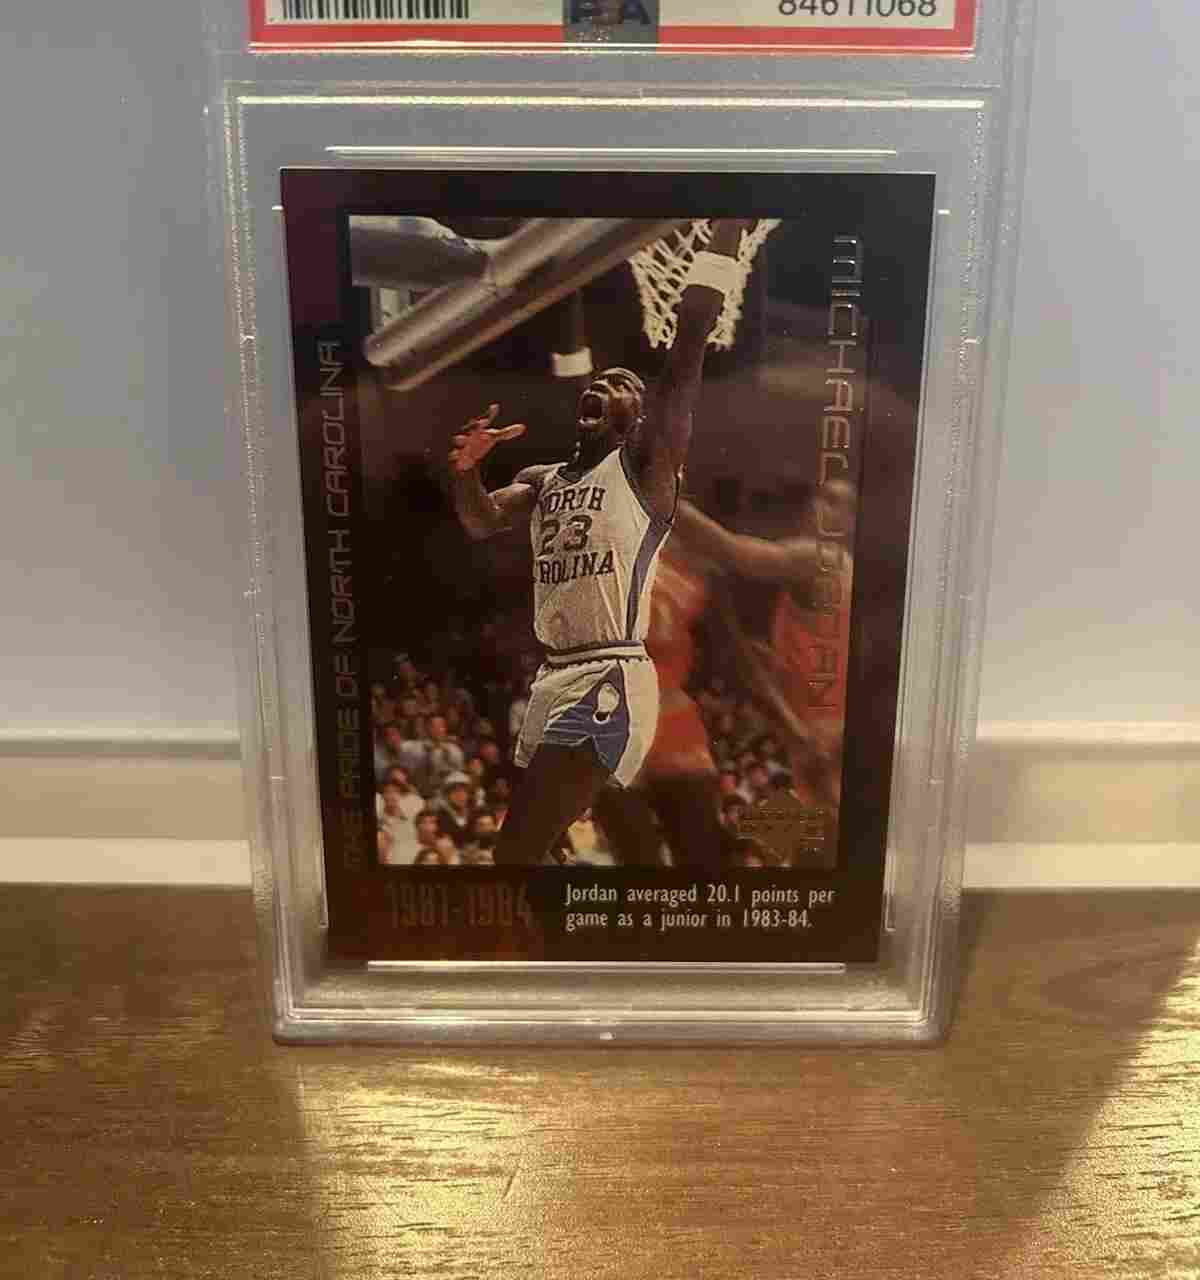 PSA
84611068
MICHAEL JORDAN
THE PRIDE OF NORTH CAROLINA
NORTH
23
CAROLINA
1981-1984
Jordan averaged 20.1 points per
game as a junior in 1983-84.